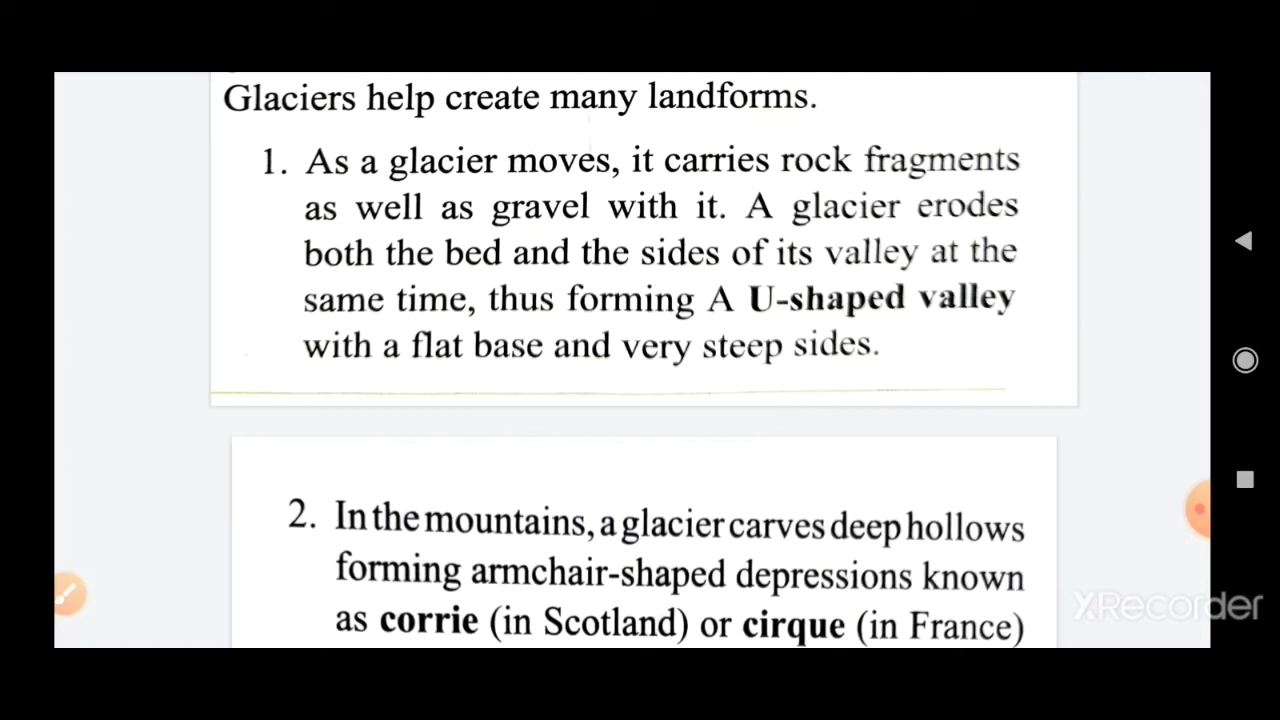 Glaciers help create many landforms.
1. As a glacier moves, it carries rock fragments
as well as gravel with it. A glacier erodes
both the bed and the sides of its valley at the
same time, thus forming A U-shaped valley
with a flat base and very steep sides.
2. In the mountains, a glacier carves deep hollows
forming armchair-shaped depressions known
as corrie (in Scotland) or cirque (in France)
XRecorder